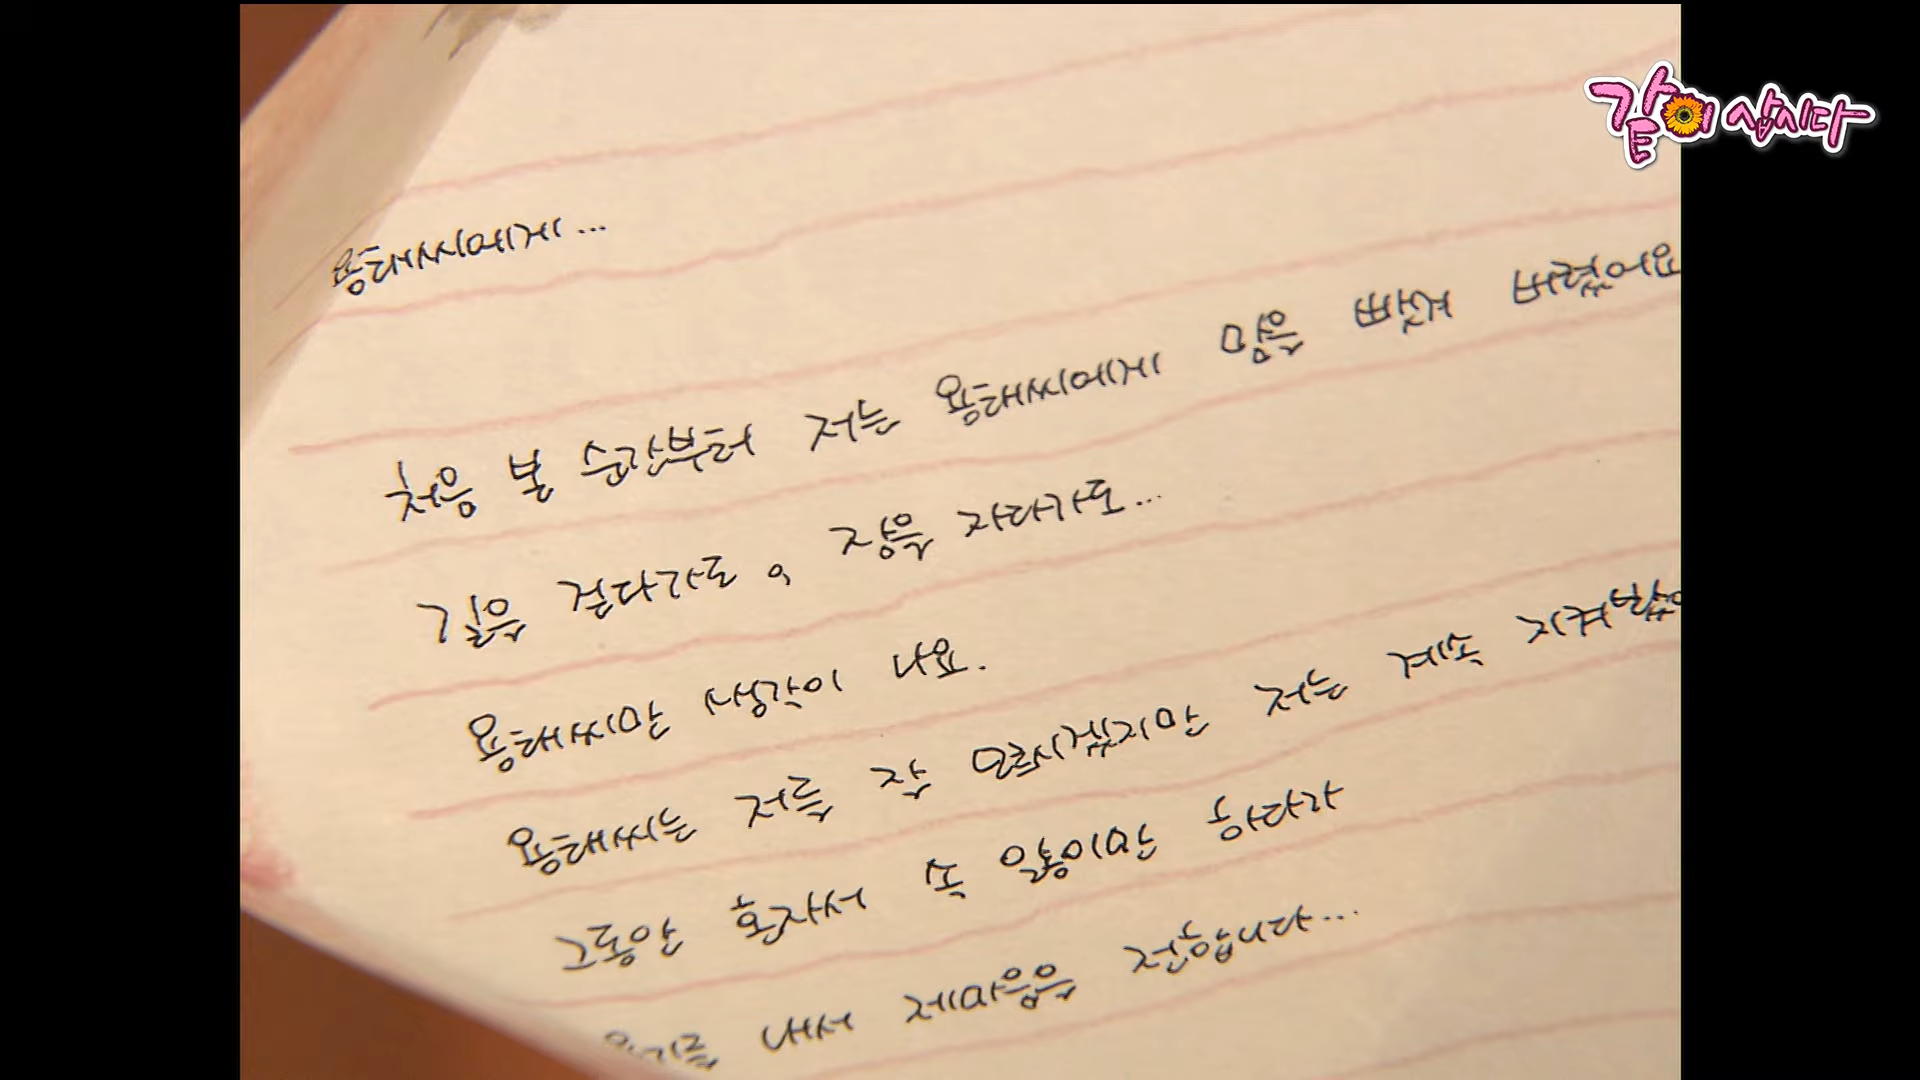 같이 삽시다
용태씨에게...
처음 본 순간부터 저는 용태씨에게 맘을 뺏겨 버렸어요
길을 걷다가도, 잠을 자다가도...
용태씨만 생각이 나요.
용태씨는 저를 잘 모르시겠지만 저는 계속 지켜봤
그동안 혼자서 속 앓이만 하다가
용기를 내서 제마음을 전합니다...